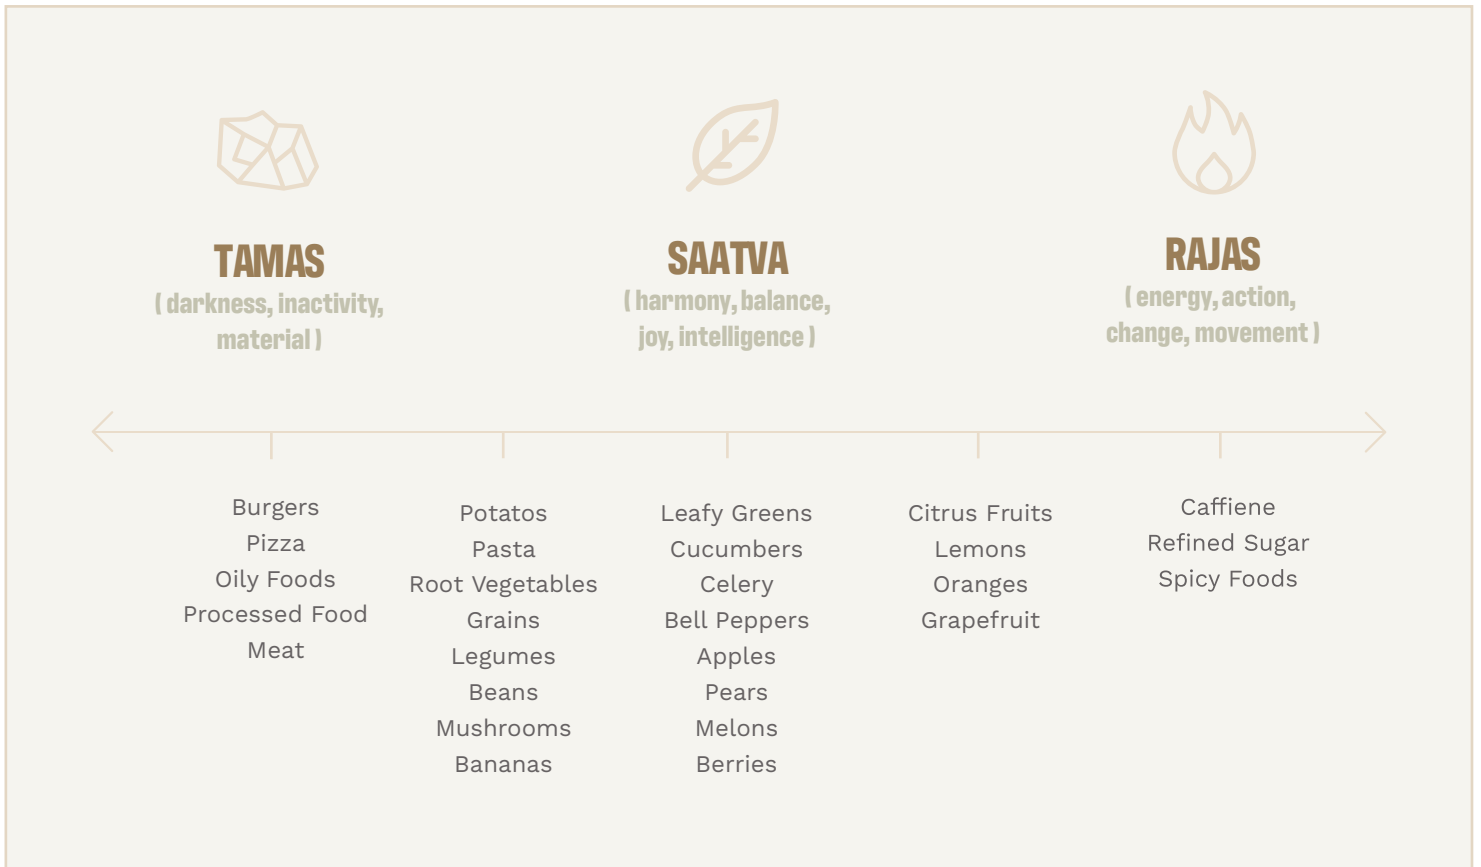 TAMAS
( darkness, inactivity,
material )
SAATVA
( harmony, balance,
joy, intelligence )
RAJAS
( energy, action,
change, movement )
Burgers
Pizza
Oily Foods
Processed Food
Meat
Potatos
Pasta
Root Vegetables
Grains
Legumes
Beans
Mushrooms
Bananas
Leafy Greens
Cucumbers
Celery
Bell Peppers
Apples
Pears
Melons
Berries
Citrus Fruits
Lemons
Oranges
Grapefruit
Caffiene
Refined Sugar
Spicy Foods